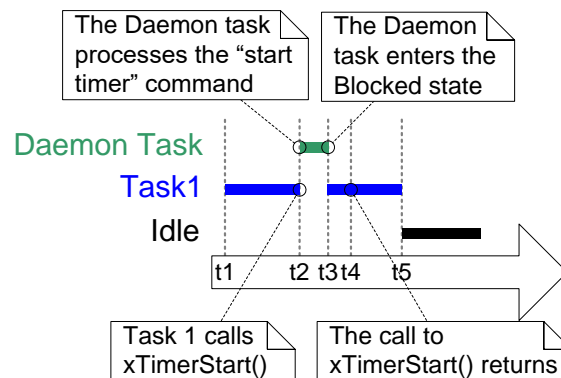 The Daemon task
processes the “start
timer” command
The Daemon
task enters the
Blocked state
Daemon Task
Task1
Idle
t1 t2 t3 t4 t5
Task 1 calls
xTimerStart()
The call to
xTimerStart() returns